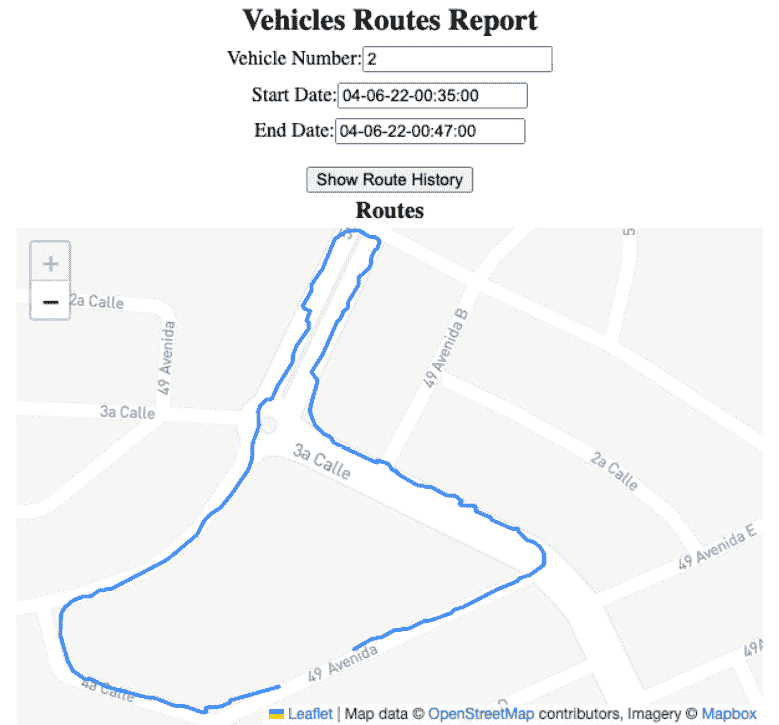 Vehicles Routes Report
Vehicle Number: 2
Start Date: 04-06-22-00:35:00
End Date: 04-06-22-00:47:00
Show Route History
Routes
+
−
2a Calle
49 Avenida
3a Calle
49 Avenida B
5
3a Calle
2a Calle
49 Avenida E
49A
4a Calle
49 Avenida
Leaflet | Map data © OpenStreetMap contributors, Imagery © Mapbox